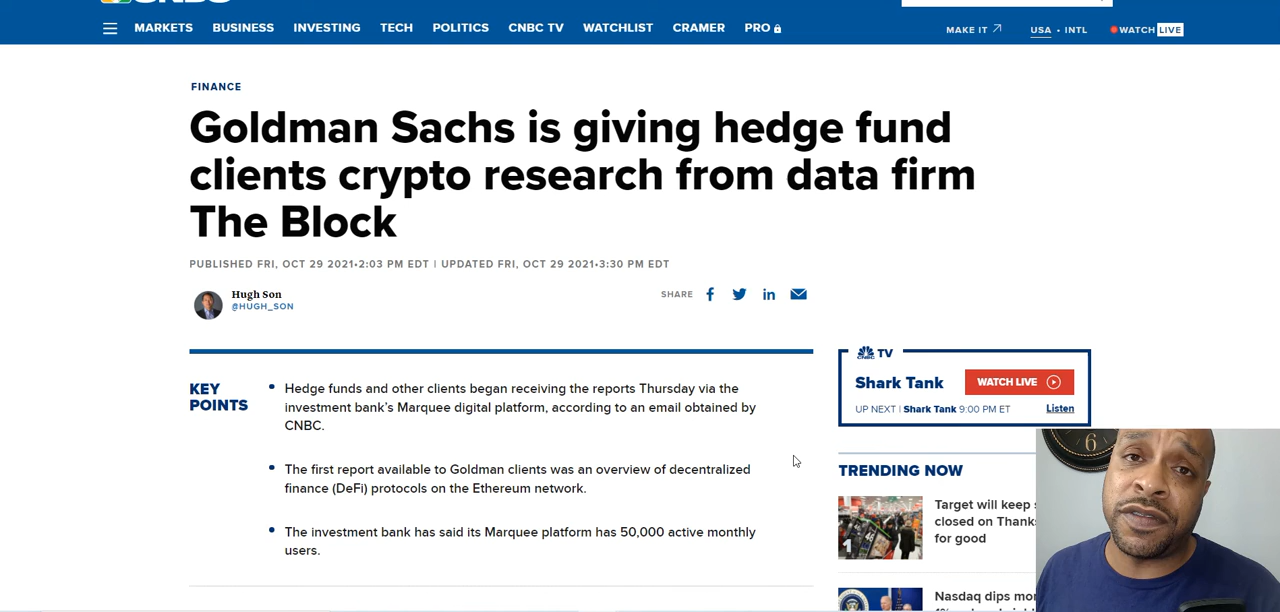 MARKETS BUSINESS INVESTING TECH POLITICS CNBC TV WATCHLIST CRAMER PRO
MAKE IT USA • INTL WATCH LIVE
FINANCE
Goldman Sachs is giving hedge fund
clients crypto research from data firm
The Block
PUBLISHED FRI, OCT 29 2021•2:03 PM EDT | UPDATED FRI, OCT 29 2021•3:30 PM EDT
Hugh Son
@HUGH_SON
SHARE
KEY
POINTS
Hedge funds and other clients began receiving the reports Thursday via the
investment bank's Marquee digital platform, according to an email obtained by
CNBC.
The first report available to Goldman clients was an overview of decentralized
finance (DeFi) protocols on the Ethereum network.
The investment bank has said its Marquee platform has 50,000 active monthly
users.
CNBC TV
Shark Tank
WATCH LIVE
UP NEXT | Shark Tank 9:00 PM ET
Listen
TRENDING NOW
1
Target will keep
closed on Thanks
for good
Nasdaq dips
6